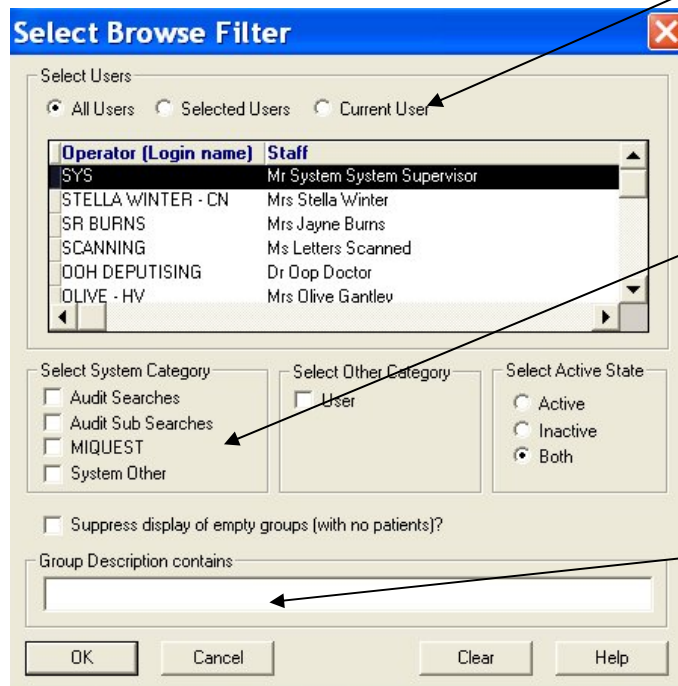 Select Browse Filter
Select Users
All Users Selected Users Current User
Operator (Login name) Staff
SYS Mr System System Supervisor
STELLA WINTER - CN Mrs Stella Winter
SR BURNS Mrs Jayne Burns
SCANNING Ms Letters Scanned
OOH DEPUTISING Dr Oop Doctor
OLIVE - HV Mrs Olive Gantley
Select System Category Select Other Category Select Active State
Audit Searches User Active
Audit Sub Searches Inactive
MIQUEST Both
System Other
Suppress display of empty groups (with no patients)?
Group Description contains
OK Cancel Clear Help